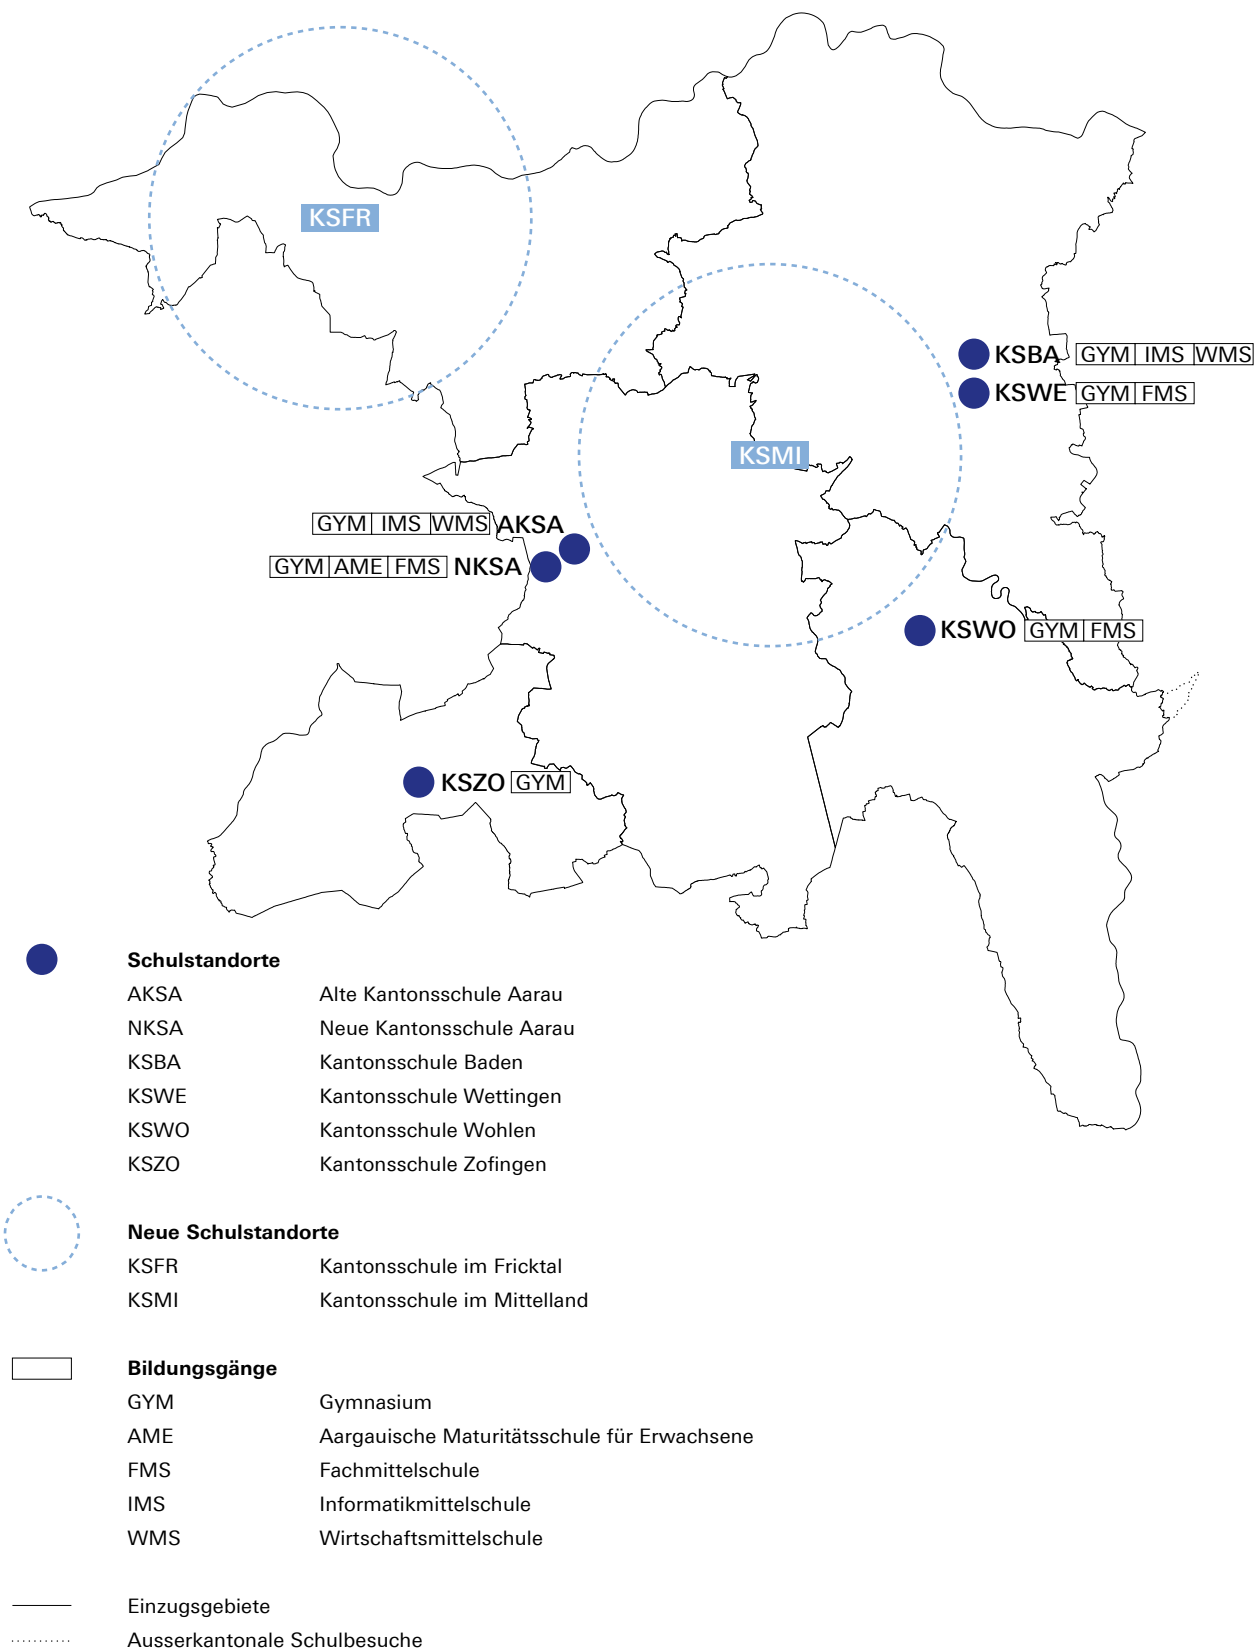 KSFR
KSBA GYM IMS WMS
KSWE GYM FMS
KSMI
GYM IMS WMS AKSA
GYM AME FMS NKSA
KSWO GYM FMS
KSZO GYM
Schulstandorte
AKSA Alte Kantonsschule Aarau
NKSA Neue Kantonsschule Aarau
KSBA Kantonsschule Baden
KSWE Kantonsschule Wettingen
KSWO Kantonsschule Wohlen
KSZO Kantonsschule Zofingen
Neue Schulstandorte
KSFR Kantonsschule im Fricktal
KSMI Kantonsschule im Mittelland
Bildungsgänge
GYM Gymnasium
AME Aargauische Maturitätsschule für Erwachsene
FMS Fachmittelschule
IMS Informatikmittelschule
WMS Wirtschaftsmittelschule
Einzugsgebiete
Ausserkantonale Schulbesuche